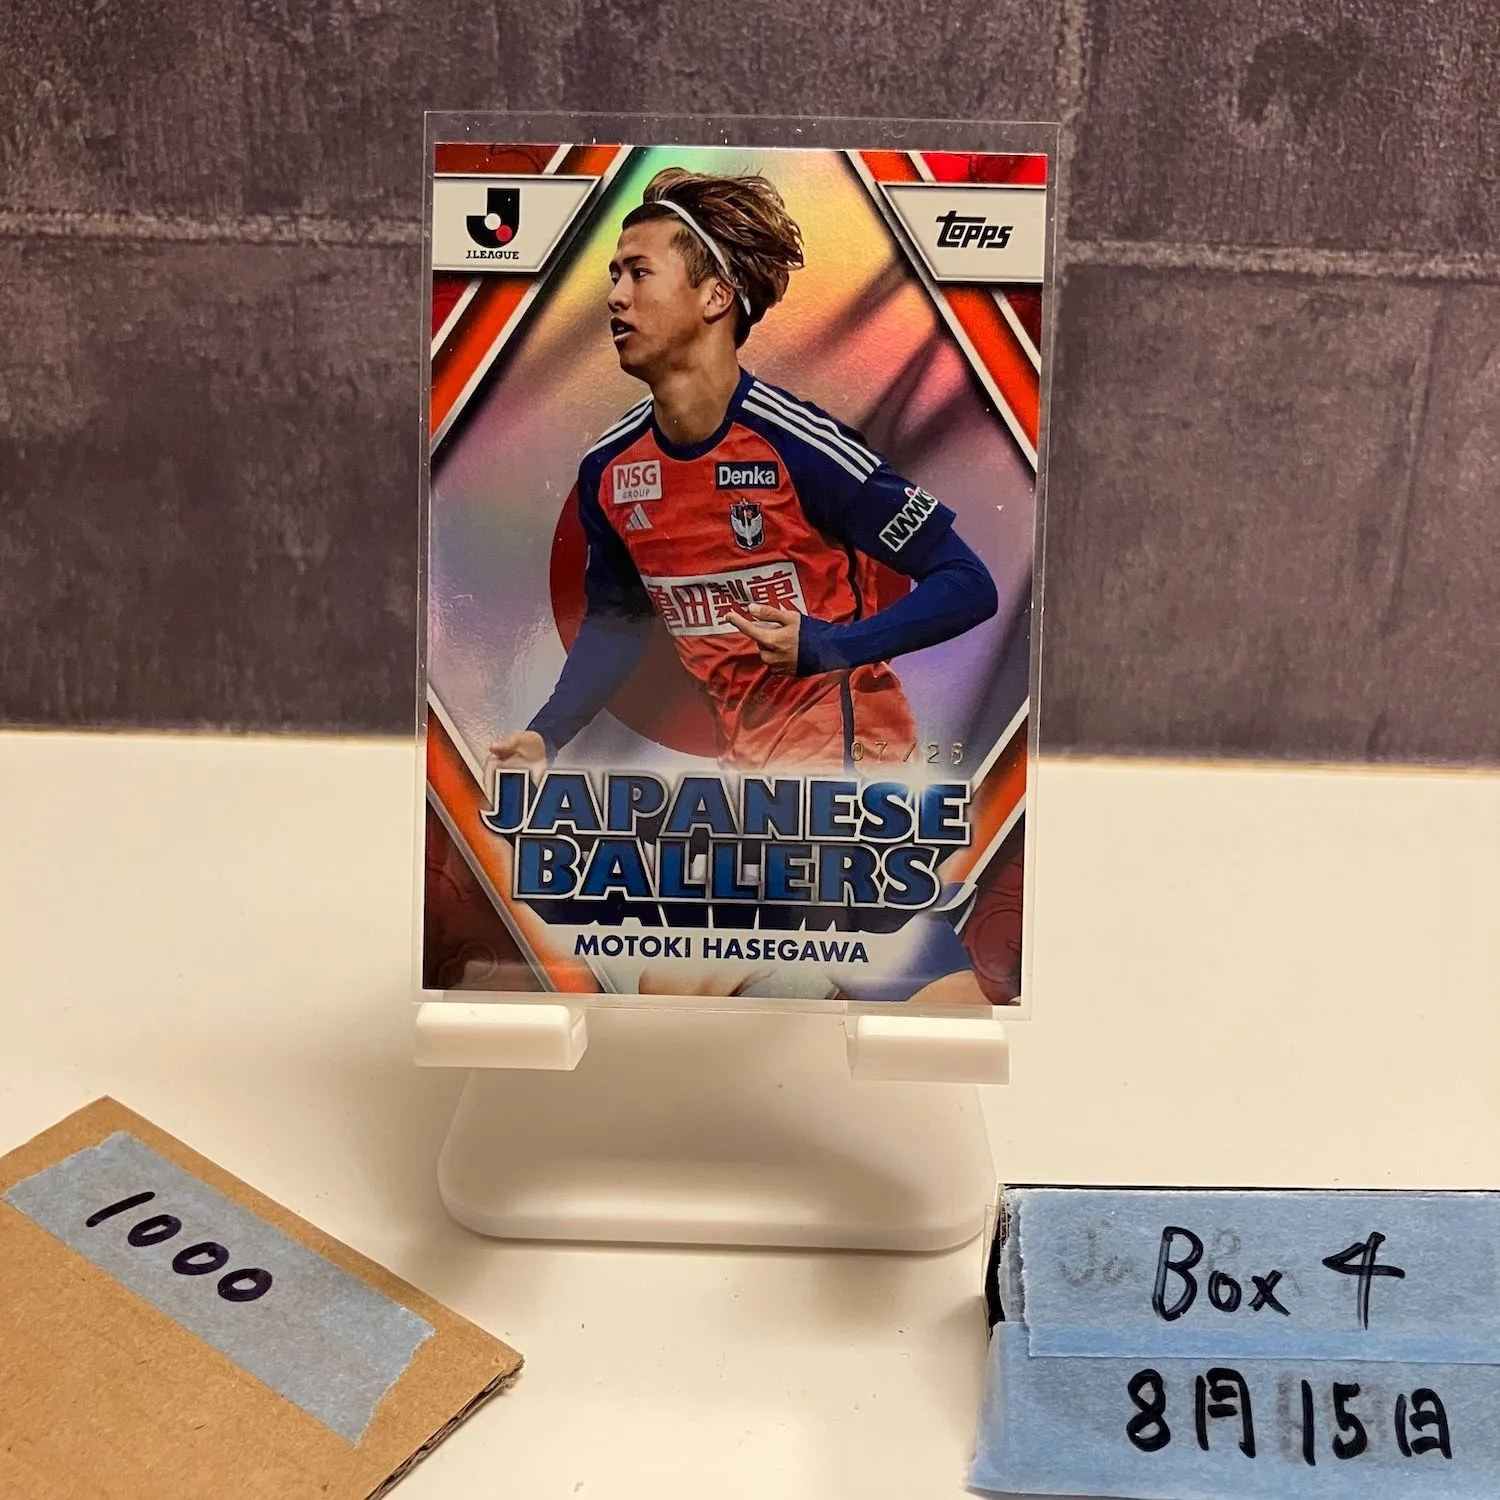 J.LEAGUE
TOPPS
NSG
GROUP
Denka
NAMIC
亀田製菓
07/25
JAPANESE
BALLERS
MOTOKI HASEGAWA
1000
Box 4
8月15日